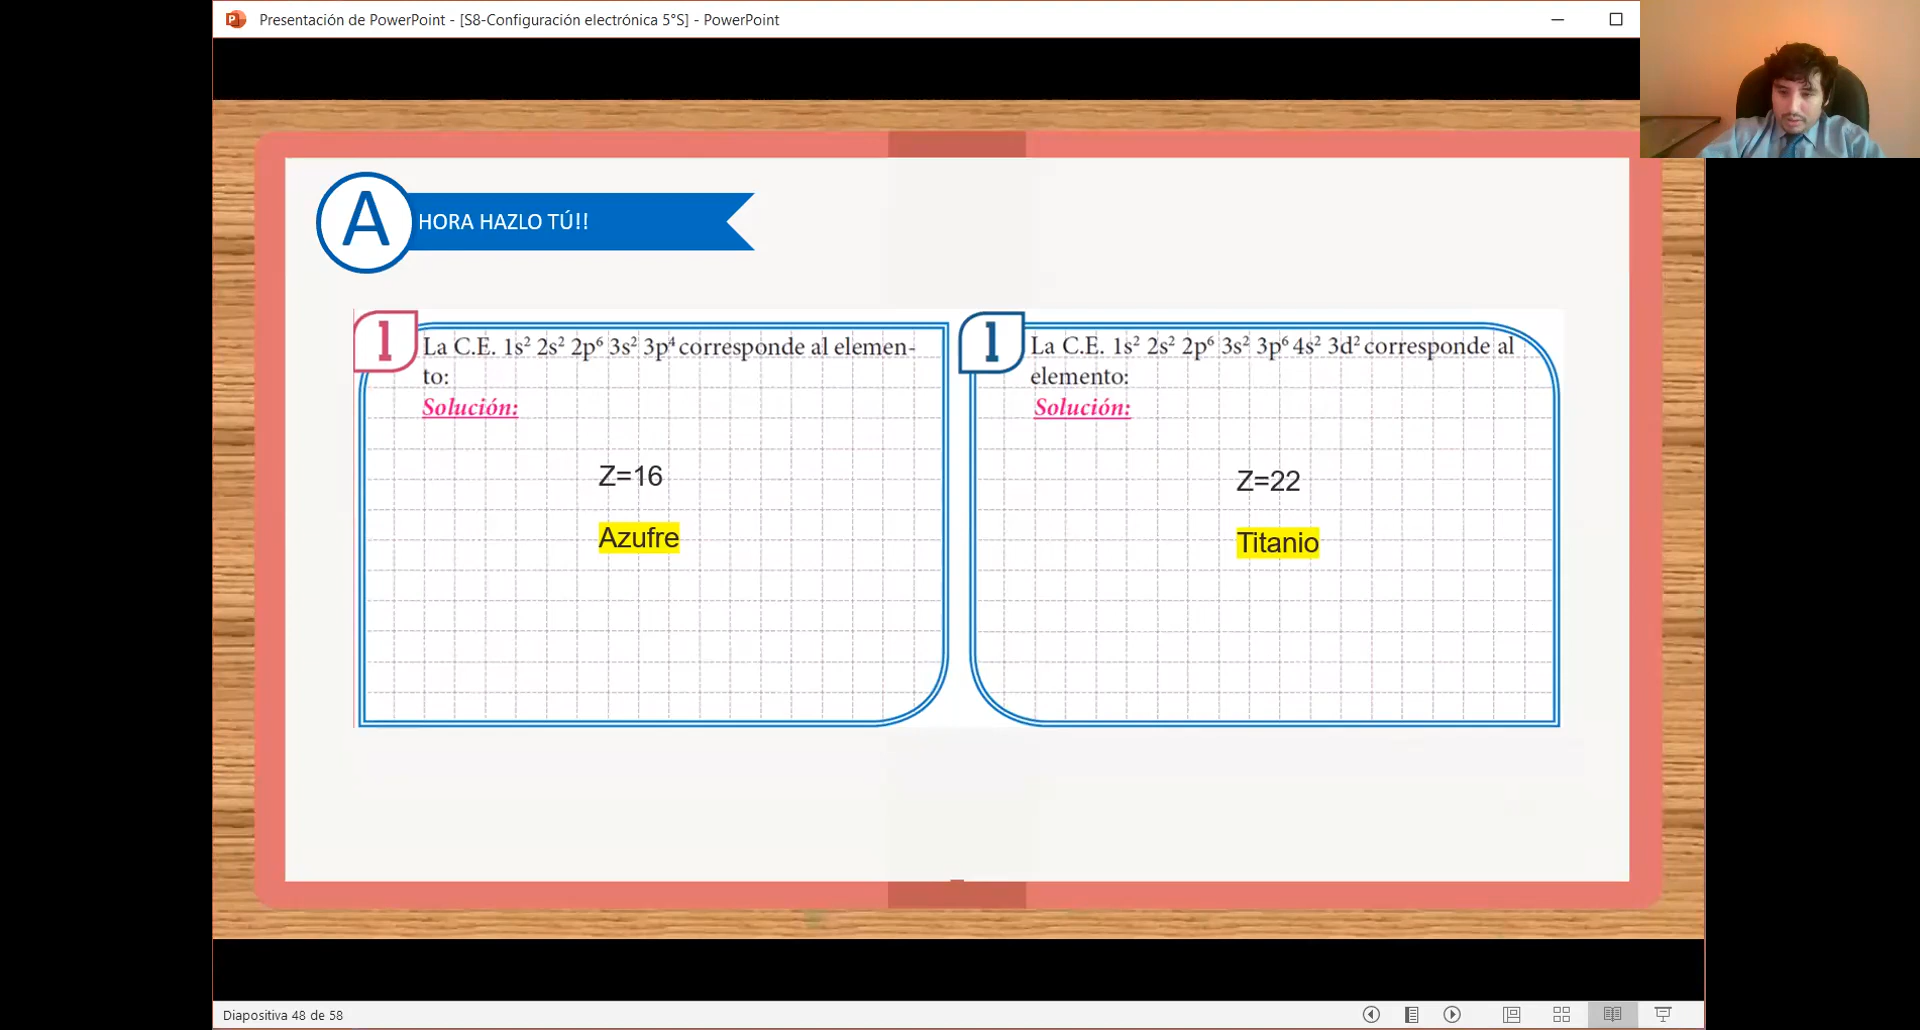 Presentación de PowerPoint - [S8-Configuración electrónica 5°S] - PowerPoint
A HORA HAZLO TÚ!!
1 La C.E. 1s² 2s² 2p⁶ 3s² 3p⁴ corresponde al elemen-
to:
Solución:
Z=16
Azufre
1 La C.E. 1s² 2s² 2p⁶ 3s² 3p⁶ 4s² 3d² corresponde al
elemento:
Solución:
Z=22
Titanio
Diapositiva 48 de 58